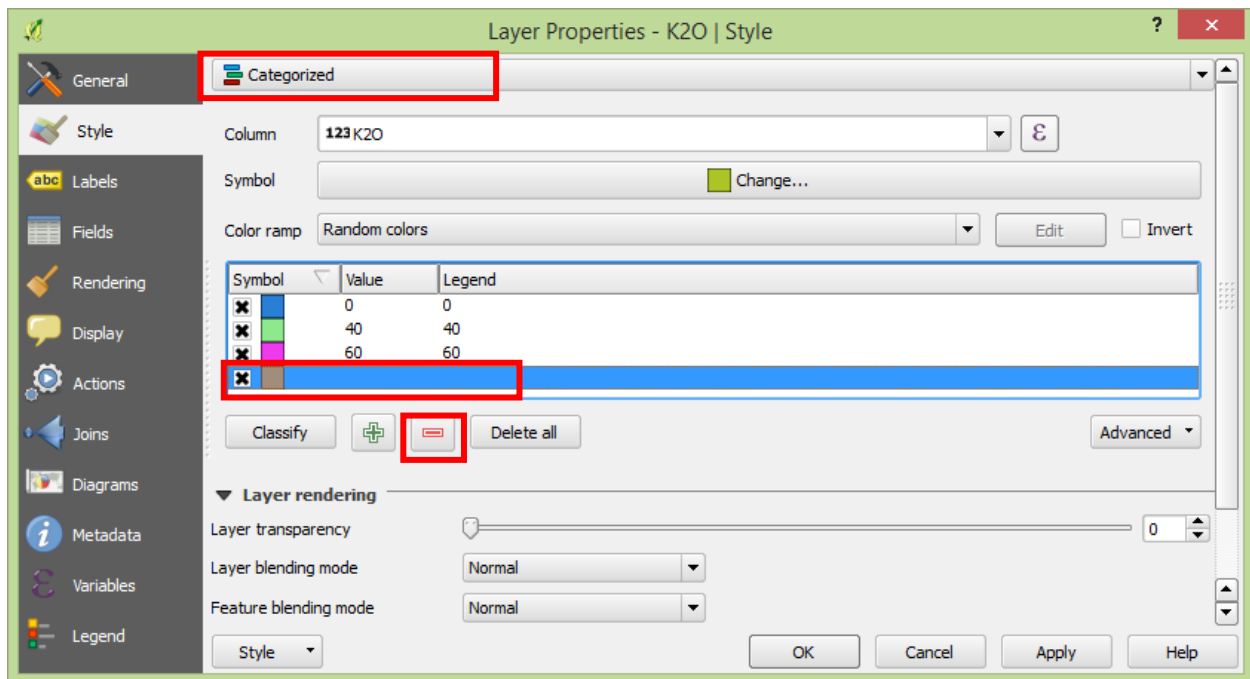 Layer Properties - K2O | Style
?
General
Categorized
Style
Column
123 K2O
ε
abc Labels
Symbol
Change...
Fields
Color ramp
Random colors
Edit
Invert
Rendering
Symbol Value Legend
0 0
Display
40 40
60 60
Actions
Joins
Classify
Delete all
Advanced
Diagrams
Layer rendering
Metadata
Layer transparency
0
Variables
Layer blending mode
Normal
Feature blending mode
Normal
Legend
Style
OK
Cancel
Apply
Help